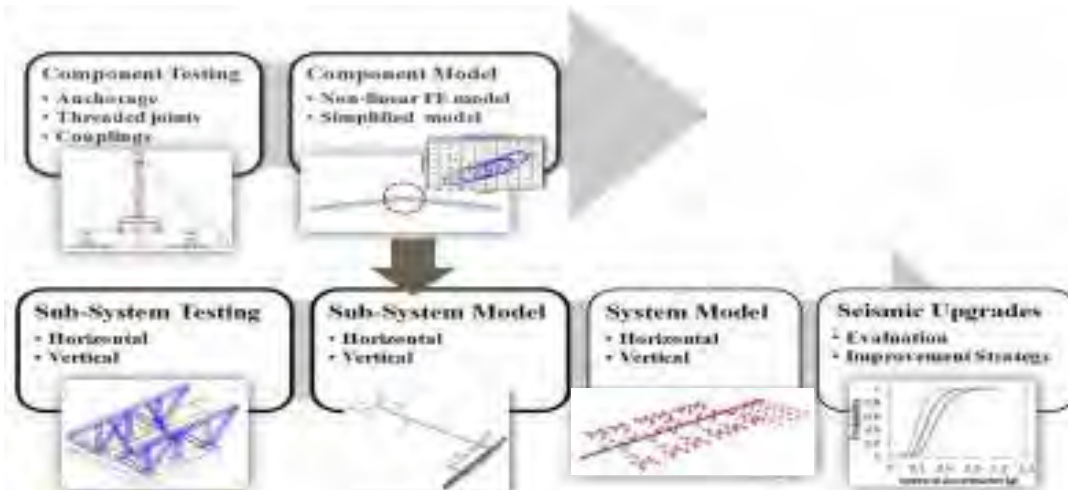 Component Testing
• Anchorage
• Threaded joints
• Couplings
Component Model
• Non-linear FE model
• Simplified model
Sub-System Testing
• Horizontal
• Vertical
Sub-System Model
• Horizontal
• Vertical
System Model
• Horizontal
• Vertical
Seismic Upgrades
• Evaluation
• Improvement Strategy